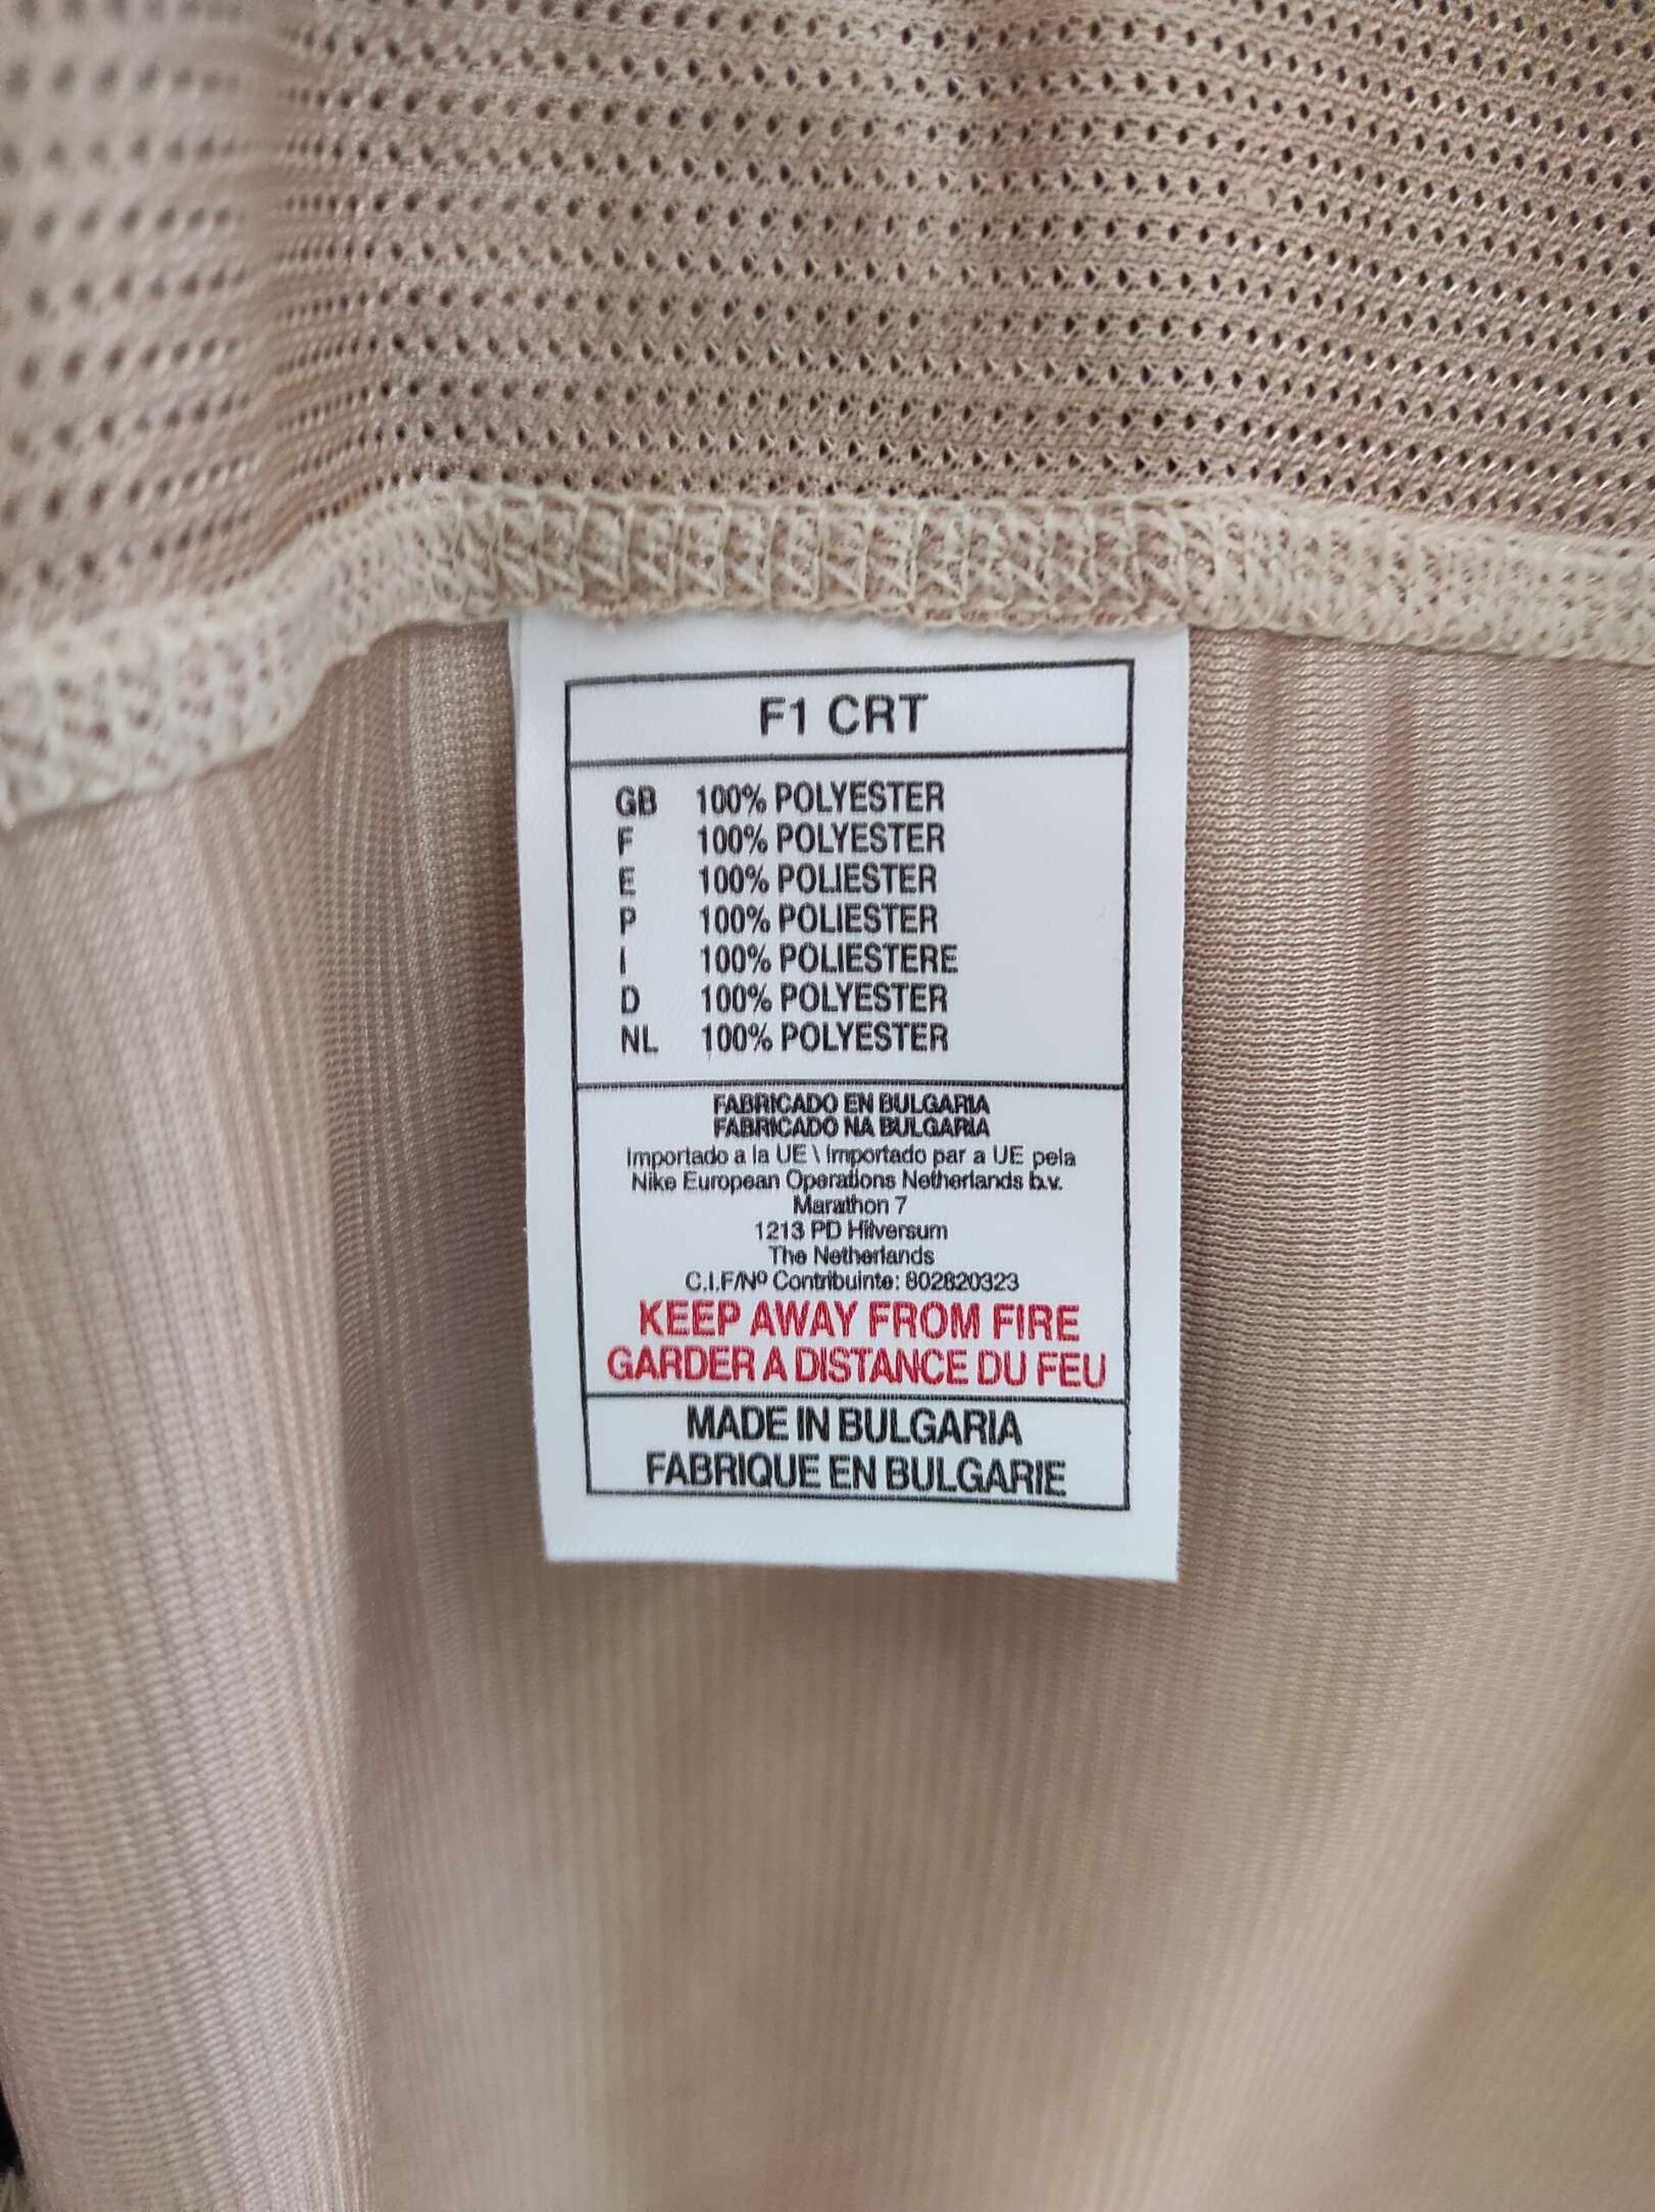 F1 CRT
GB 100% POLYESTER
F 100% POLYESTER
E 100% POLIESTER
P 100% POLIESTER
I 100% POLIESTERE
D 100% POLYESTER
NL 100% POLYESTER
FABRICADO EN BULGARIA
FABRICADO NA BULGARIA
Importado a la UE \ Importado par a UE pela
Nike European Operations Netherlands b.v.
Marathon 7
1213 PD Hilversum
The Netherlands
C.I.F/Nº Contribuinte: 802820323
KEEP AWAY FROM FIRE
GARDER A DISTANCE DU FEU
MADE IN BULGARIA
FABRIQUE EN BULGARIE